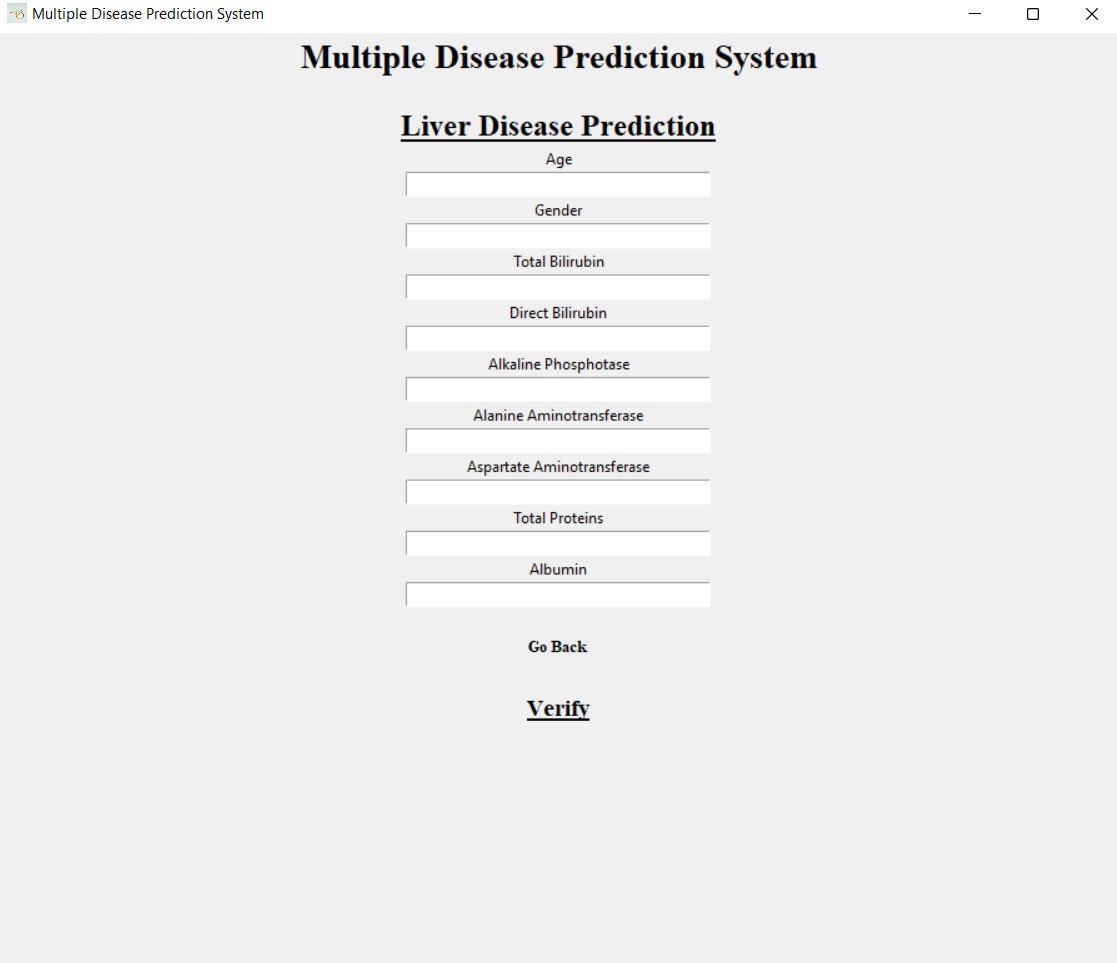 Multiple Disease Prediction System
Multiple Disease Prediction System
Liver Disease Prediction
Age
Gender
Total Bilirubin
Direct Bilirubin
Alkaline Phosphotase
Alanine Aminotransferase
Aspartate Aminotransferase
Total Proteins
Albumin
Go Back
Verify